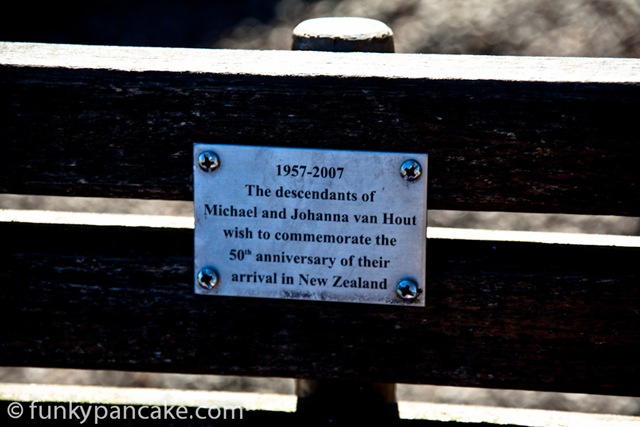 1957-2007
The descendants of
Michael and Johanna van Hout
wish to commemorate the
50th anniversary of their
arrival in New Zealand
© funkypancake.com